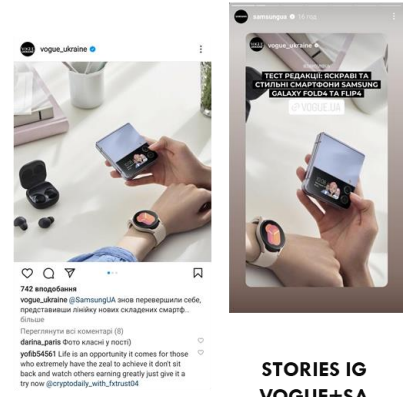 vogue_ukraine
742 вподобання
vogue_ukraine @SamsungUA знов перевершили себе,
представивши лінійку нових складених смартф..
більше
Переглянути всі коментарі (8)
darina_paris Фото класні у пості)
yofib54561 Life is an opportunity it comes for those
who extremely have the zeal to achieve it don't sit
back and watch others earning greatly just give it a
try now @cryptodaily_with_fxtrust04
samsungua 16 год
vogue_ukraine
ТЕСТ РЕДАКЦІЇ: ЯСКРАВІ ТА
СТИЛЬНІ СМАРТФОНИ SAMSUNG
GALAXY FOLD4 ТА FLIP4
VOGUE.UA
STORIES IG
VOGUE+SA